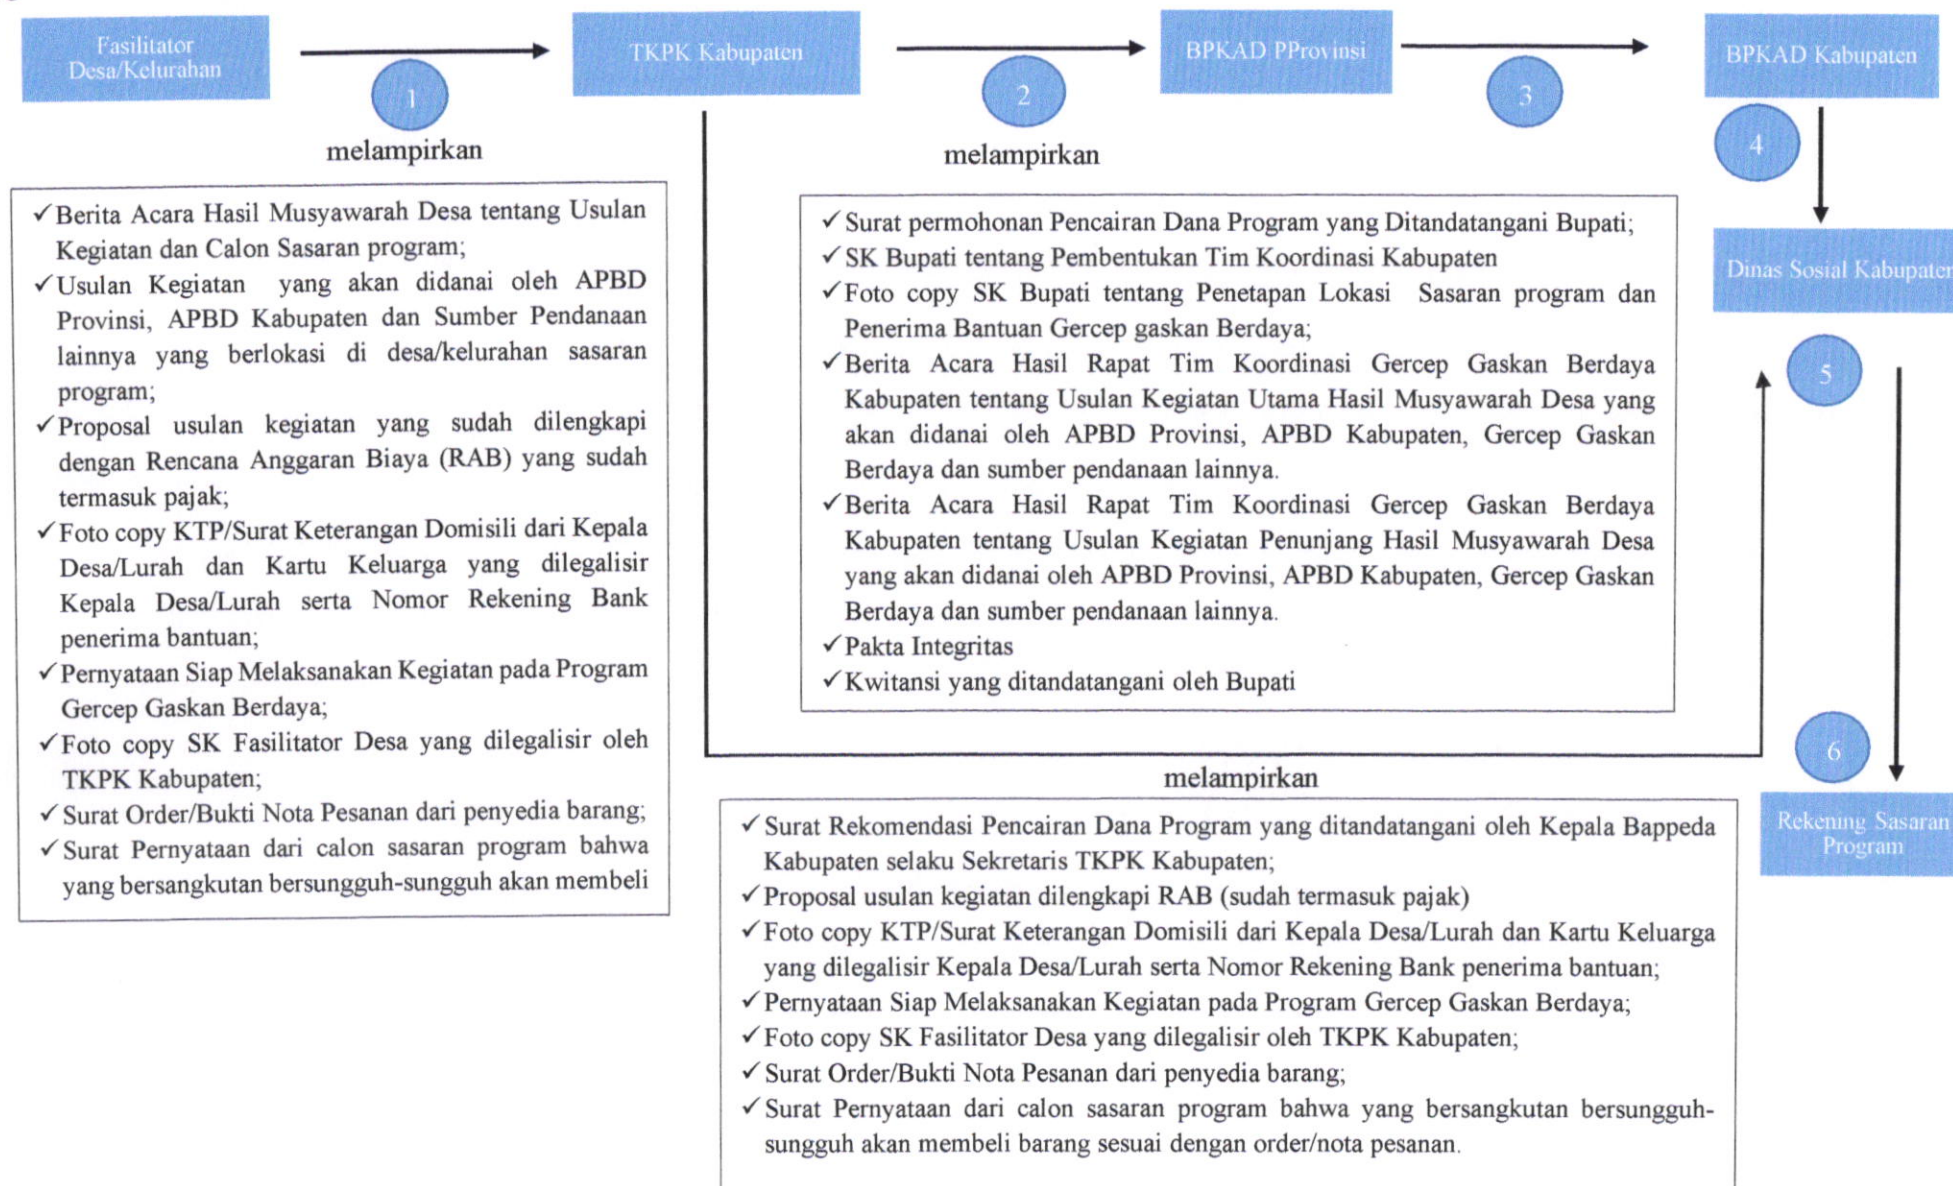 Fasilitator
Desa/Kelurahan
TKPK Kabupaten
BPKAD PProvinsi
BPKAD Kabupaten
1
2
3
4
melampirkan
melampirkan
✓Berita Acara Hasil Musyawarah Desa tentang Usulan
Kegiatan dan Calon Sasaran program;
✓Usulan Kegiatan yang akan didanai oleh APBD
Provinsi, APBD Kabupaten dan Sumber Pendanaan
lainnya yang berlokasi di desa/kelurahan sasaran
program;
✓Proposal usulan kegiatan yang sudah dilengkapi
dengan Rencana Anggaran Biaya (RAB) yang sudah
termasuk pajak;
✓Foto copy KTP/Surat Keterangan Domisili dari Kepala
Desa/Lurah dan Kartu Keluarga yang dilegalisir
Kepala Desa/Lurah serta Nomor Rekening Bank
penerima bantuan;
✓Pernyataan Siap Melaksanakan Kegiatan pada Program
Gercep Gaskan Berdaya;
✓Foto copy SK Fasilitator Desa yang dilegalisir oleh
TKPK Kabupaten;
✓Surat Order/Bukti Nota Pesanan dari penyedia barang;
✓Surat Pernyataan dari calon sasaran program bahwa
yang bersangkutan bersungguh-sungguh akan membeli
✓Surat permohonan Pencairan Dana Program yang Ditandatangani Bupati;
✓SK Bupati tentang Pembentukan Tim Koordinasi Kabupaten
✓Foto copy SK Bupati tentang Penetapan Lokasi Sasaran program dan
Penerima Bantuan Gercep gaskan Berdaya;
✓Berita Acara Hasil Rapat Tim Koordinasi Gercep Gaskan Berdaya
Kabupaten tentang Usulan Kegiatan Utama Hasil Musyawarah Desa yang
akan didanai oleh APBD Provinsi, APBD Kabupaten, Gercep Gaskan
Berdaya dan sumber pendanaan lainnya.
✓Berita Acara Hasil Rapat Tim Koordinasi Gercep Gaskan Berdaya
Kabupaten tentang Usulan Kegiatan Penunjang Hasil Musyawarah Desa
yang akan didanai oleh APBD Provinsi, APBD Kabupaten, Gercep Gaskan
Berdaya dan sumber pendanaan lainnya.
✓Pakta Integritas
✓Kwitansi yang ditandatangani oleh Bupati
Dinas Sosial Kabupaten
5
6
Rekening Sasaran
Program
melampirkan
✓Surat Rekomendasi Pencairan Dana Program yang ditandatangani oleh Kepala Bappeda
Kabupaten selaku Sekretaris TKPK Kabupaten;
✓Proposal usulan kegiatan dilengkapi RAB (sudah termasuk pajak)
✓Foto copy KTP/Surat Keterangan Domisili dari Kepala Desa/Lurah dan Kartu Keluarga
yang dilegalisir Kepala Desa/Lurah serta Nomor Rekening Bank penerima bantuan;
✓Pernyataan Siap Melaksanakan Kegiatan pada Program Gercep Gaskan Berdaya;
✓Foto copy SK Fasilitator Desa yang dilegalisir oleh TKPK Kabupaten;
✓Surat Order/Bukti Nota Pesanan dari penyedia barang;
✓Surat Pernyataan dari calon sasaran program bahwa yang bersangkutan bersungguh-
sungguh akan membeli barang sesuai dengan order/nota pesanan.